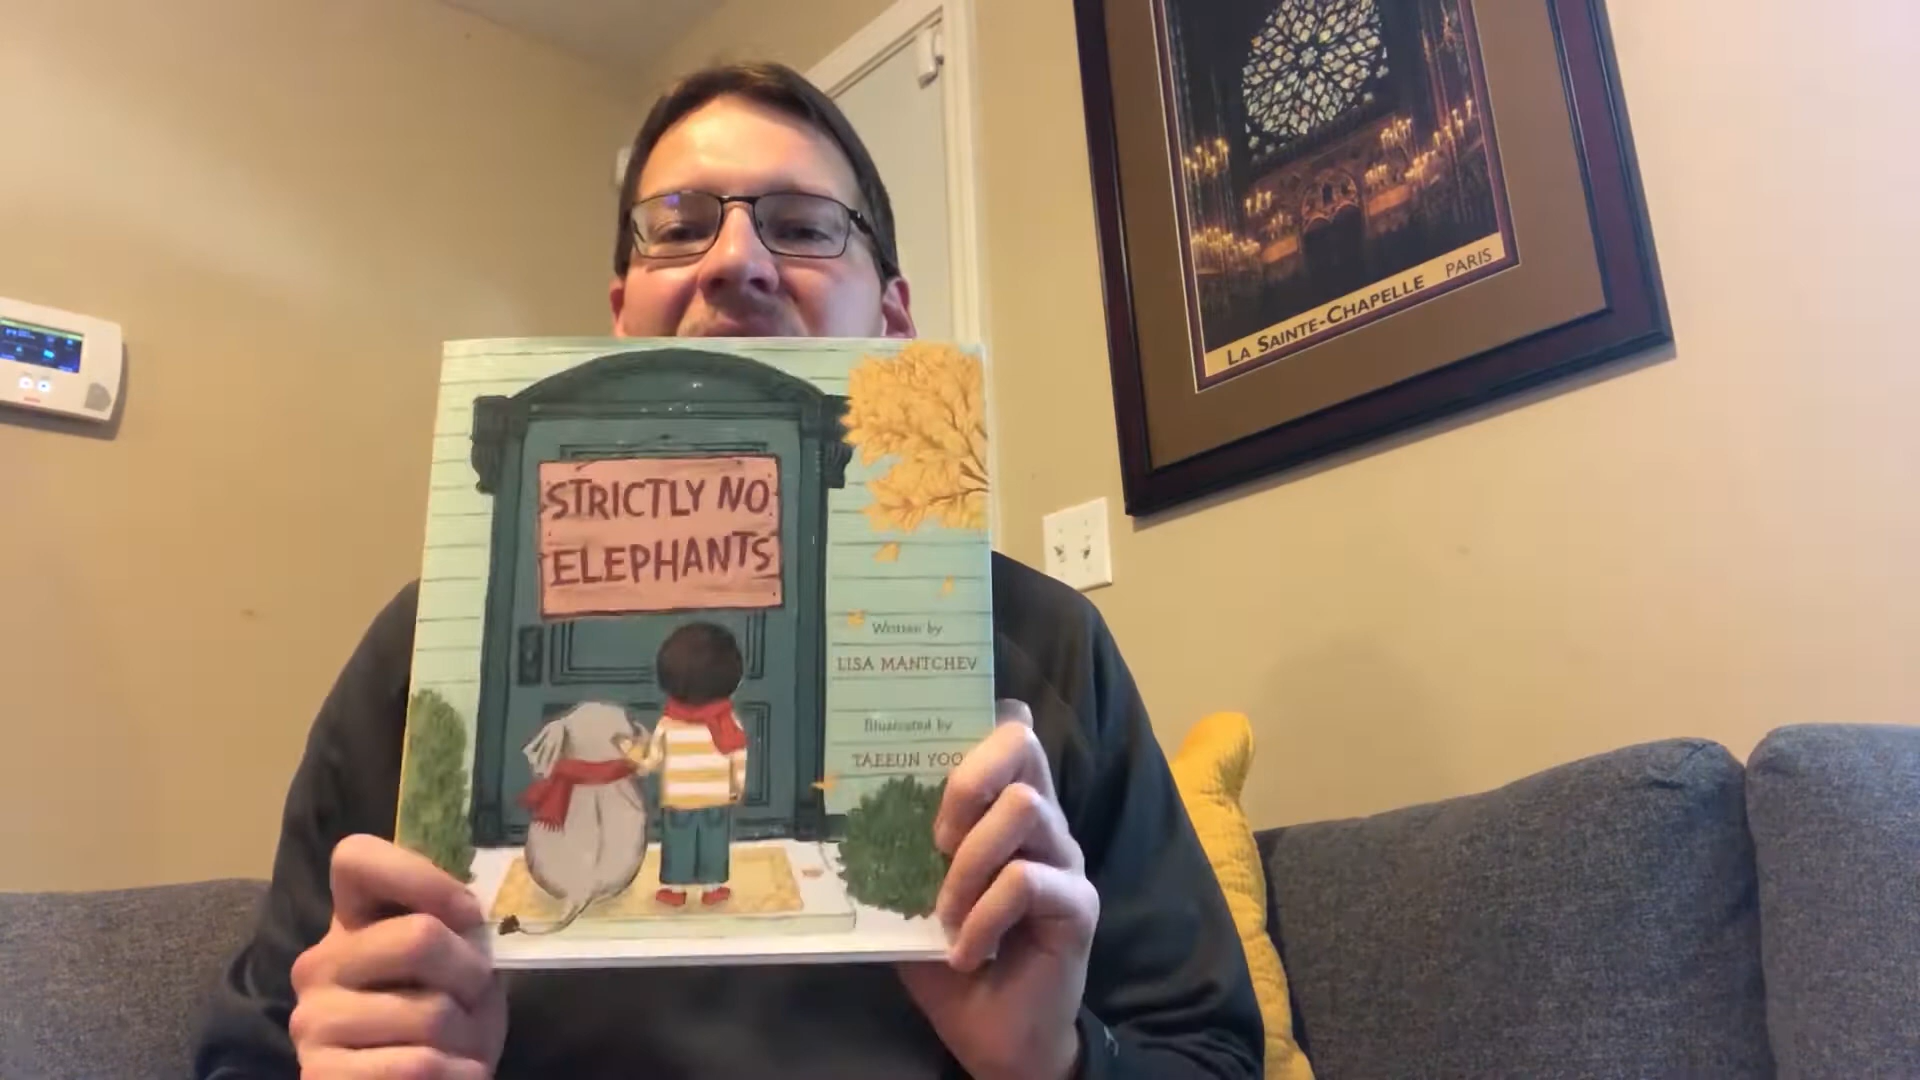 STRICTLY NO
ELEPHANTS
Written by
LISA MANTCHEV
Illustrated by
TAEEUN YOO
LA SAINTE-CHAPELLE PARIS